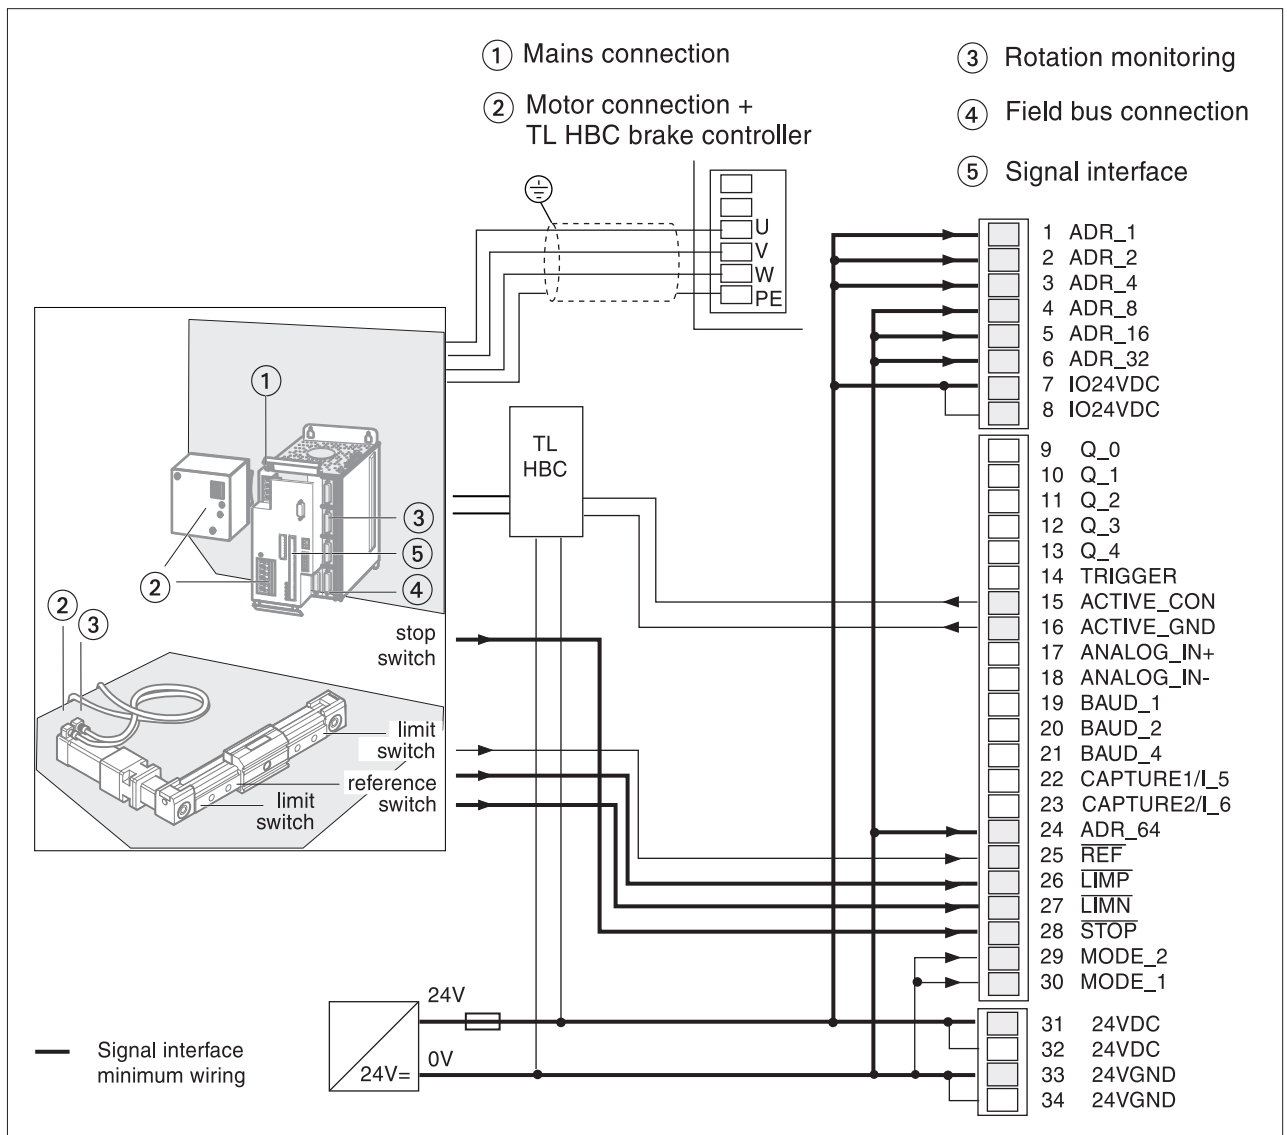 ① Mains connection
② Motor connection +
TL HBC brake controller
③ Rotation monitoring
④ Field bus connection
⑤ Signal interface
U
V
W
PE
1 ADR_1
2 ADR_2
3 ADR_4
4 ADR_8
5 ADR_16
6 ADR_32
7 IO24VDC
8 IO24VDC
9 Q_0
10 Q_1
11 Q_2
12 Q_3
13 Q_4
14 TRIGGER
15 ACTIVE_CON
16 ACTIVE_GND
17 ANALOG_IN+
18 ANALOG_IN-
19 BAUD_1
20 BAUD_2
21 BAUD_4
22 CAPTURE1/I_5
23 CAPTURE2/I_6
24 ADR_64
25 R̅E̅F̅
26 L̅I̅M̅P̅
27 L̅I̅M̅N̅
28 S̅T̅O̅P̅
29 MODE_2
30 MODE_1
31 24VDC
32 24VDC
33 24VGND
34 24VGND
①
TL
HBC
③
⑤
②
④
②
③
stop
switch
limit
switch
reference
switch
limit
switch
24V
0V
24V=
Signal interface
minimum wiring